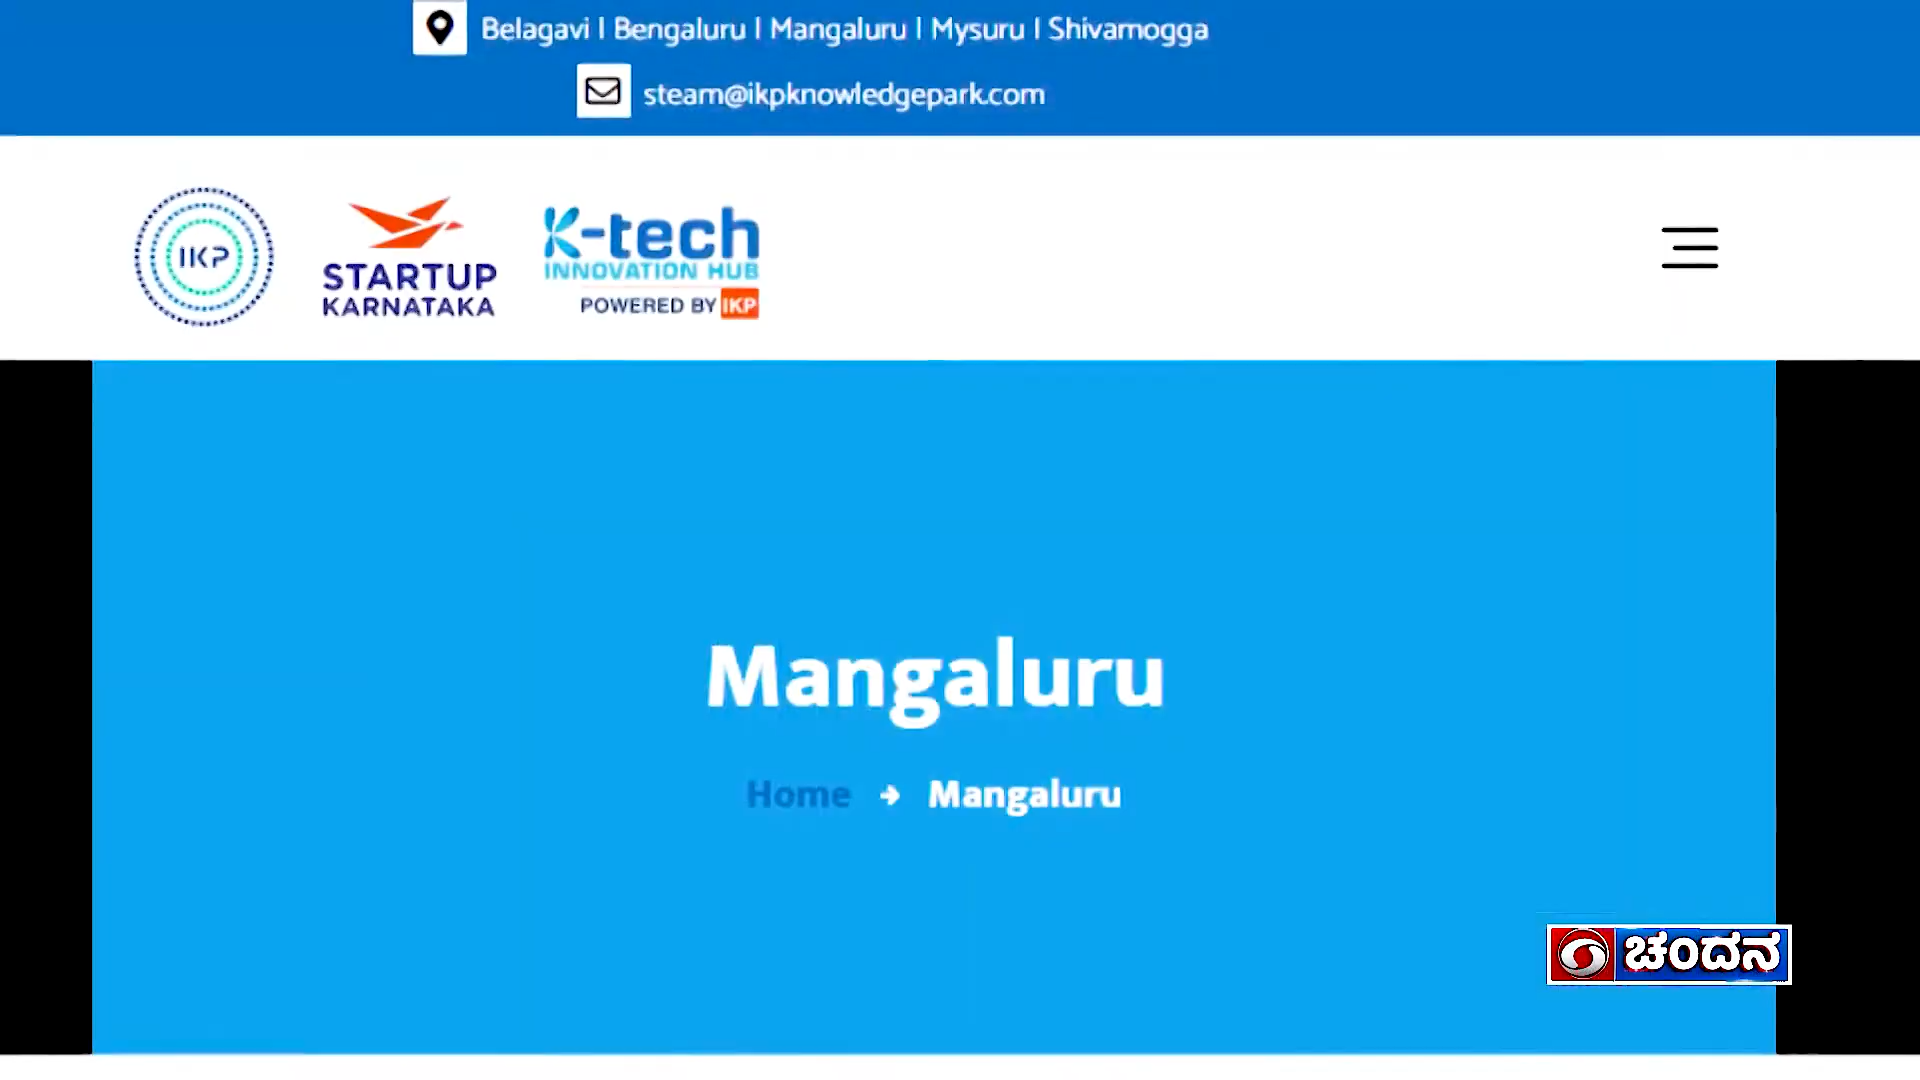 Belagavi | Bengaluru | Mangaluru | Mysuru | Shivamogga
steam@ikpknowledgepark.com
IKP
STARTUP
KARNATAKA
K-tech
INNOVATION HUB
POWERED BY IKP
Mangaluru
Home → Mangaluru
ಚಂದನ